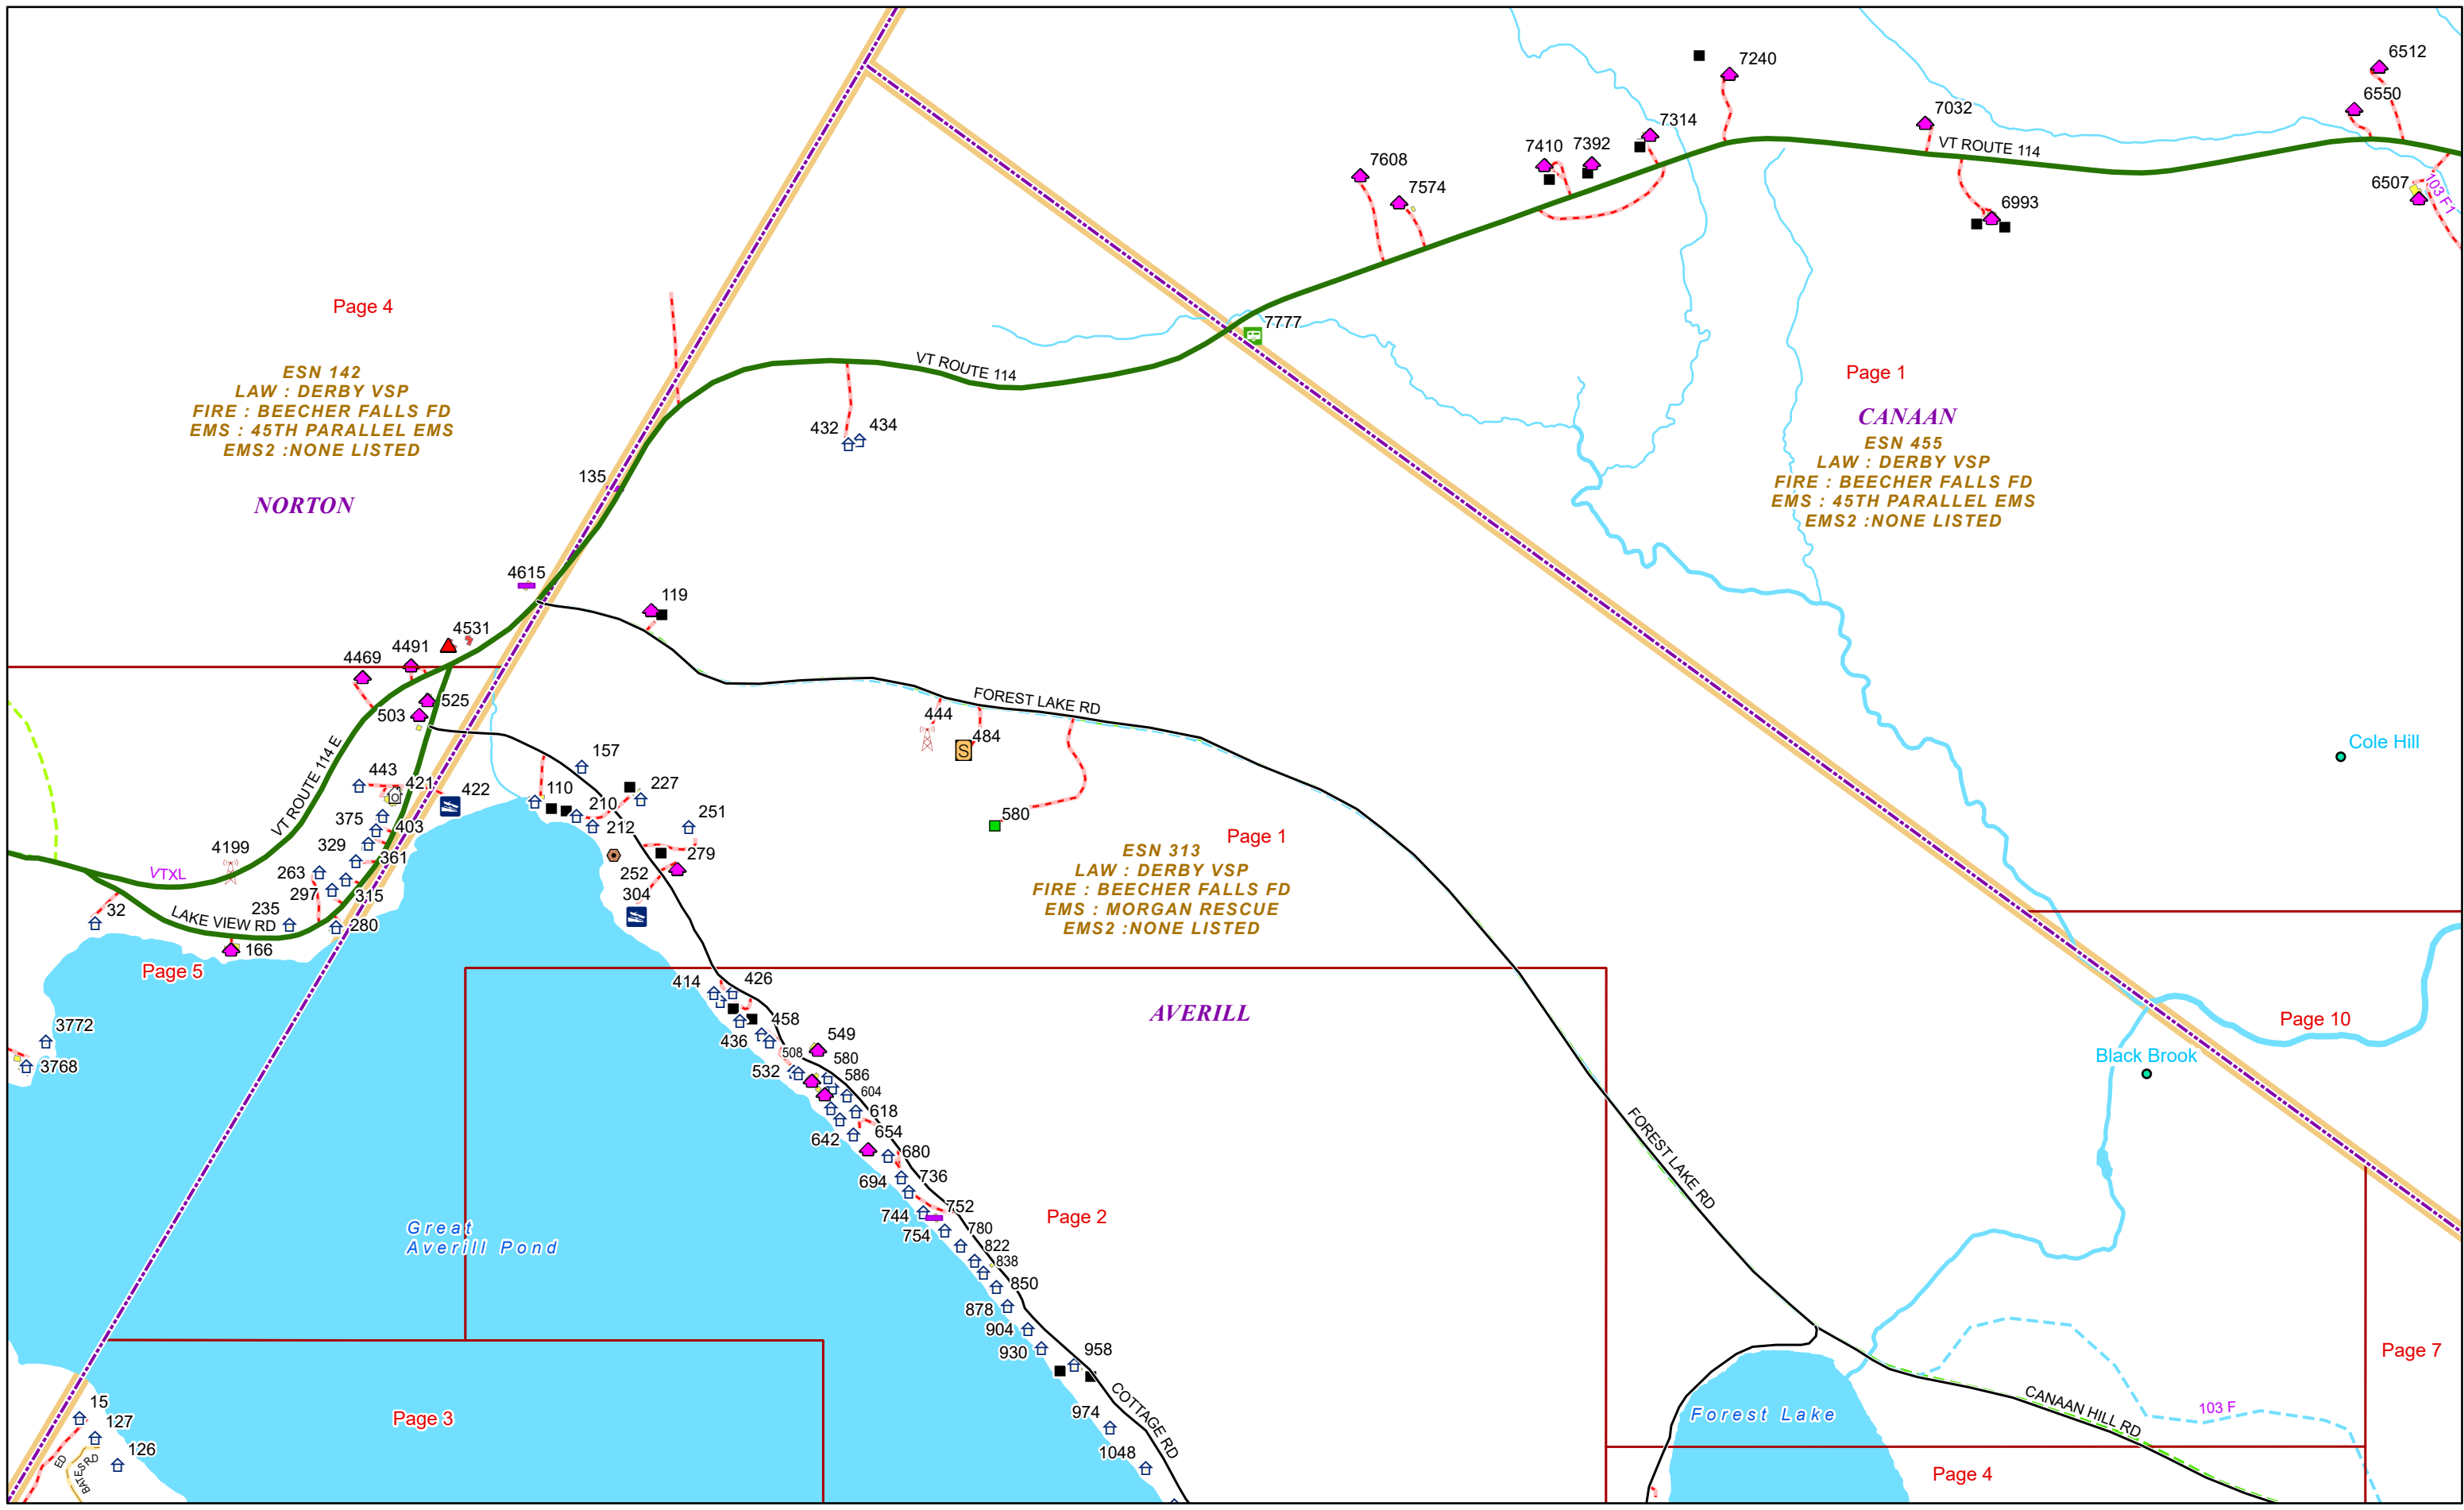 6512
7240
6550
7032
7314
VT ROUTE 114
7410
7392
7608
7574
6507
103 F1
6993
Page 4
7777
VT ROUTE 114
Page 1
ESN 142
LAW : DERBY VSP
FIRE : BEECHER FALLS FD
EMS : 45TH PARALLEL EMS
EMS2 :NONE LISTED
CANAAN
ESN 455
LAW : DERBY VSP
FIRE : BEECHER FALLS FD
EMS : 45TH PARALLEL EMS
EMS2 :NONE LISTED
432
434
135
NORTON
4615
119
4531
4491
4469
525
503
FOREST LAKE RD
444
484
Cole Hill
VT ROUTE 114 E
157
443
421
422
110
227
210
251
580
375
403
212
Page 1
329
4199
361
279
ESN 313
LAW : DERBY VSP
FIRE : BEECHER FALLS FD
EMS : MORGAN RESCUE
EMS2 :NONE LISTED
VTXL
263
252
297
315
304
32
235
LAKE VIEW RD
280
166
Page 5
414
426
AVERILL
458
Page 10
3772
436
549
508
580
Black Brook
3768
532
586
604
618
642
654
FOREST LAKE RD
680
694
736
752
744
Page 2
Great
Averill Pond
754
780
822
838
850
878
904
930
958
Page 7
COTTAGE RD
15
127
Page 3
974
Forest Lake
CANAAN HILL RD
103 F
126
1048
ED
BATES RD
Page 4